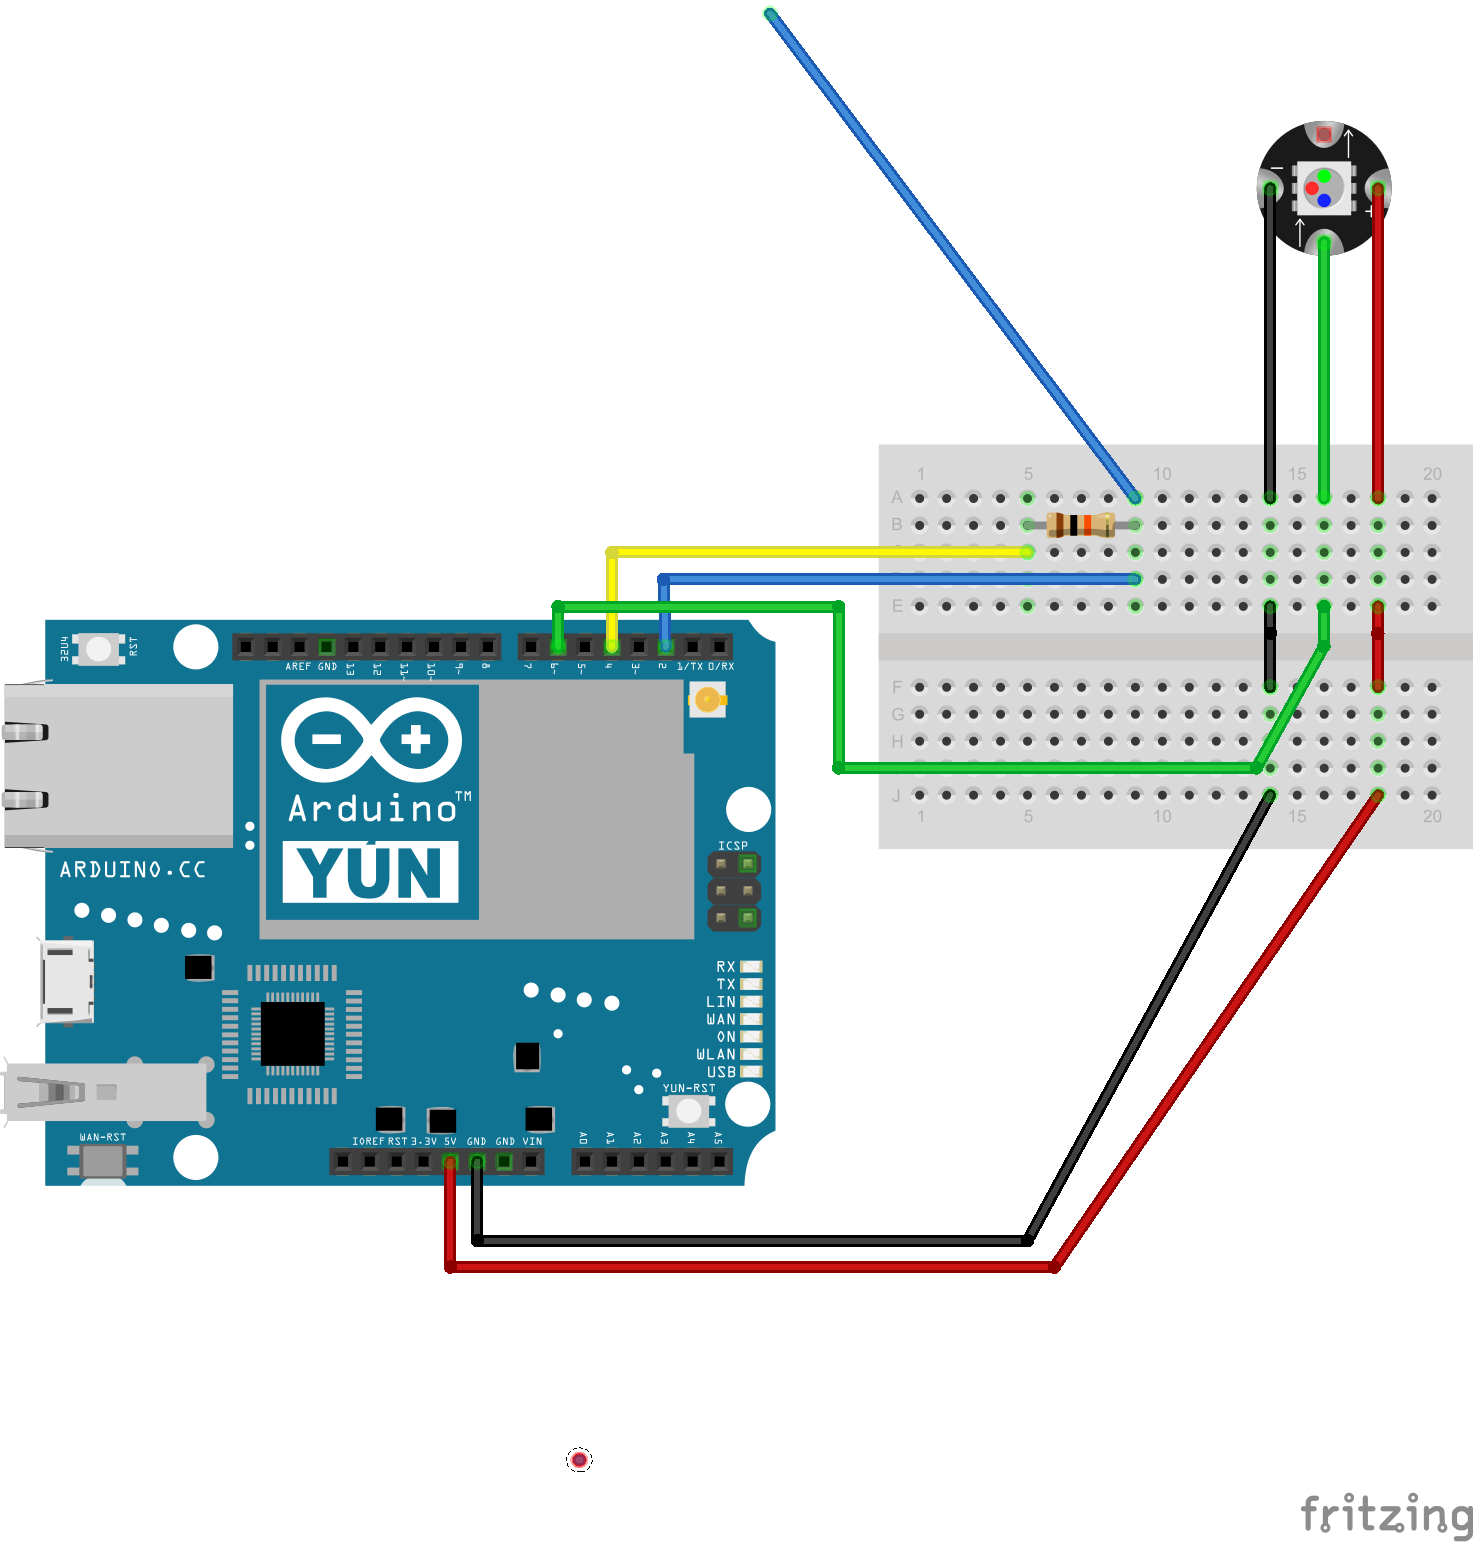 1 5 10 15 20
A
B
E
F
G
H
J
1 5 10 15 20
32U4
RST
AREF GND 13 12 11~ 10~ 9~ 8 7 6~ 5~ 4 3~ 2 1/TX 0/RX
Arduino™
YÚN
ARDUINO.CC
ICSP
RX
TX
LIN
WAN
ON
WLAN
USB
YUN-RST
WAN-RST
IOREF RST 3.3V 5V GND GND VIN A0 A1 A2 A3 A4 A5
fritzing